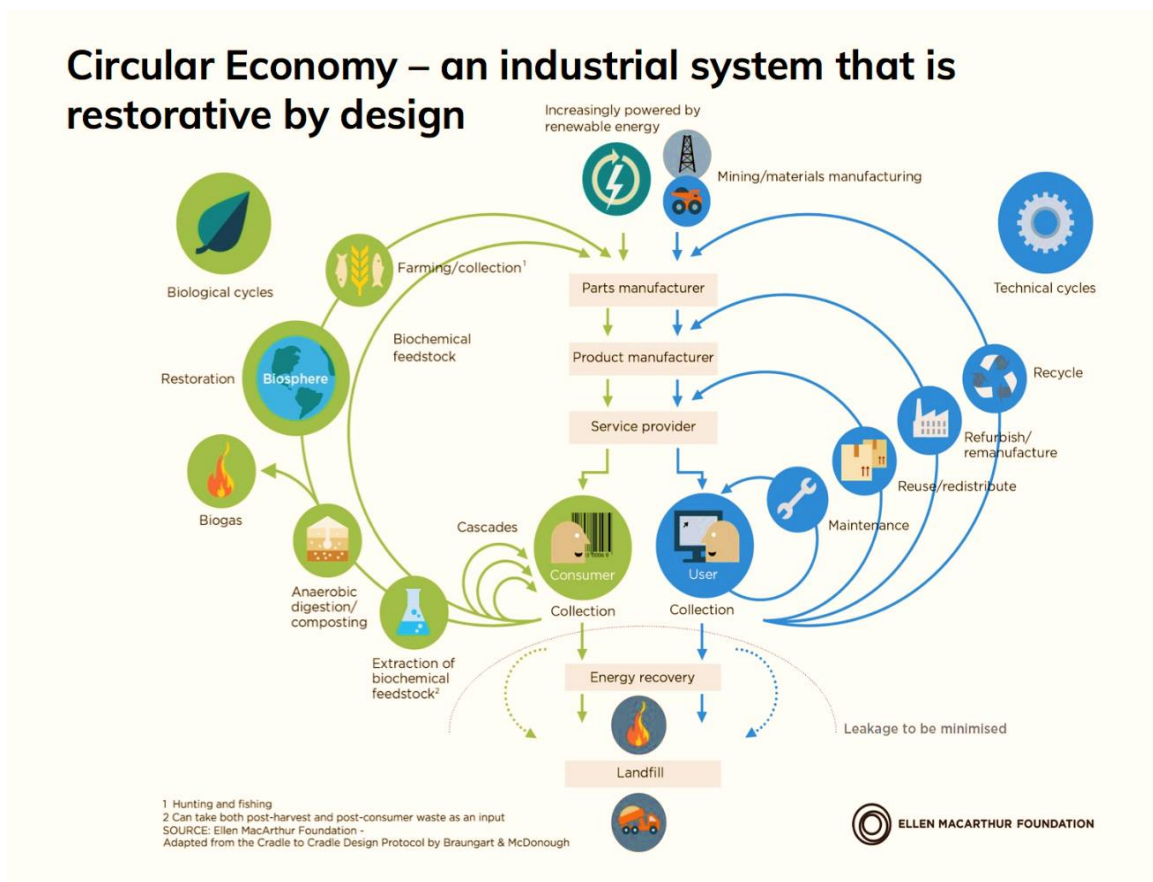 Circular Economy – an industrial system that is
restorative by design
Increasingly powered by
renewable energy
Mining/materials manufacturing
Biological cycles
Farming/collection¹
Technical cycles
Parts manufacturer
Biochemical
feedstock
Product manufacturer
Restoration
Biosphere
Recycle
Service provider
Refurbish/
remanufacture
Reuse/redistribute
Biogas
Cascades
Maintenance
Consumer
User
Anaerobic
digestion/
composting
Collection
Collection
Extraction of
biochemical
feedstock²
Energy recovery
Leakage to be minimised
Landfill
1 Hunting and fishing
2 Can take both post-harvest and post-consumer waste as an input
SOURCE: Ellen MacArthur Foundation -
Adapted from the Cradle to Cradle Design Protocol by Braungart & McDonough
ELLEN MACARTHUR FOUNDATION